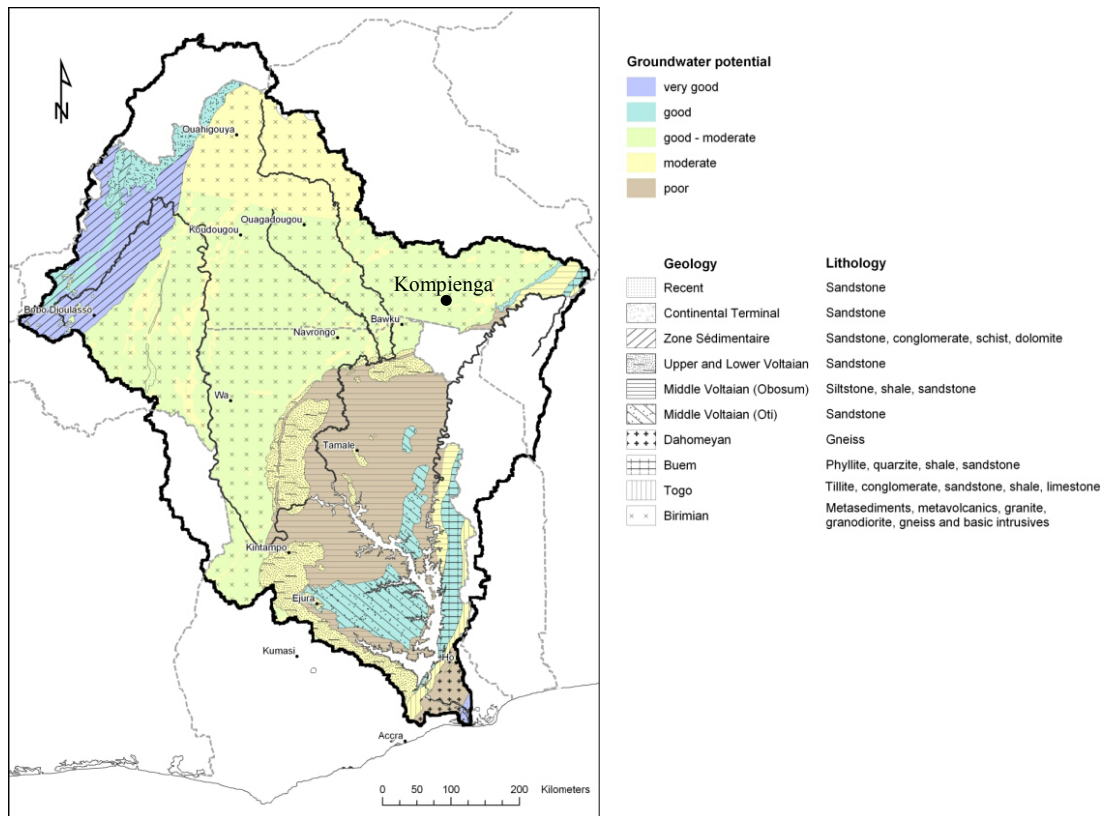 N
Ouahigouya
Ouagadougou
Koudougou
Kompienga
Bobo Dioulasso
Bawku
Navrongo
Wa
Tamale
Kintampo
Ejura
Kumasi
Ho
Accra
0 50 100 200 Kilometers
Groundwater potential
very good
good
good - moderate
moderate
poor
Geology Lithology
Recent Sandstone
Continental Terminal Sandstone
Zone Sédimentaire Sandstone, conglomerate, schist, dolomite
Upper and Lower Voltaian Sandstone
Middle Voltaian (Obosum) Siltstone, shale, sandstone
Middle Voltaian (Oti) Sandstone
Dahomeyan Gneiss
Buem Phyllite, quarzite, shale, sandstone
Togo Tillite, conglomerate, sandstone, shale, limestone
Birimian Metasediments, metavolcanics, granite,
granodiorite, gneiss and basic intrusives